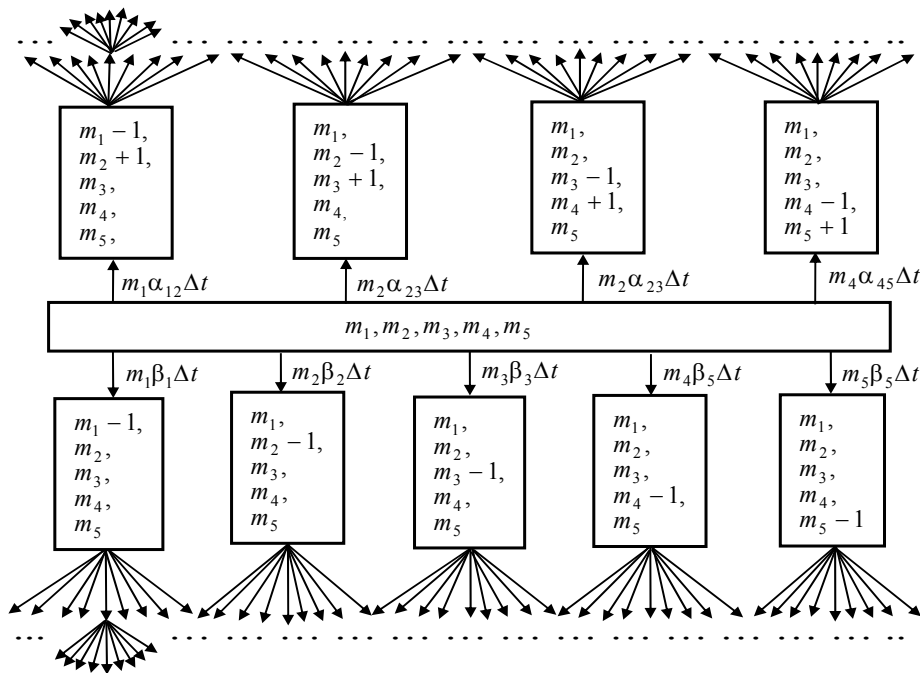 m₁ − 1,
m₂ + 1,
m₃,
m₄,
m₅,
m₁,
m₂ − 1,
m₃ + 1,
m₄,
m₅
m₁,
m₂,
m₃ − 1,
m₄ + 1,
m₅
m₁,
m₂,
m₃,
m₄ − 1,
m₅ + 1
m₁α₁₂Δt
m₂α₂₃Δt
m₂α₂₃Δt
m₄α₄₅Δt
m₁, m₂, m₃, m₄, m₅
m₁β₁Δt
m₂β₂Δt
m₃β₃Δt
m₄β₅Δt
m₅β₅Δt
m₁ − 1,
m₂,
m₃,
m₄,
m₅
m₁,
m₂ − 1,
m₃,
m₄,
m₅
m₁,
m₂,
m₃ − 1,
m₄,
m₅
m₁,
m₂,
m₃,
m₄ − 1,
m₅
m₁,
m₂,
m₃,
m₄,
m₅ − 1